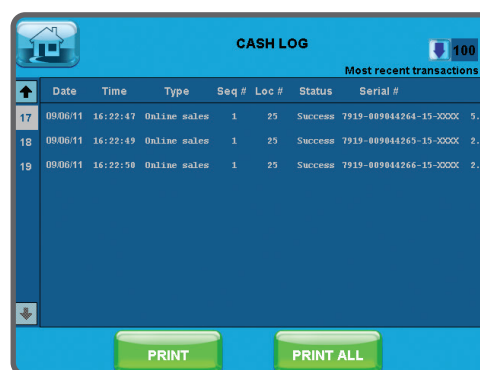 CASH LOG
100
Most recent transactions
Date Time Type Seq # Loc # Status Serial #
17 09/06/11 16:22:47 Online sales 1 25 Success 7919-009044264-15-XXXX 5.
18 09/06/11 16:22:49 Online sales 1 25 Success 7919-009044265-15-XXXX 2.
19 09/06/11 16:22:50 Online sales 1 25 Success 7919-009044266-15-XXXX 2.
PRINT PRINT ALL